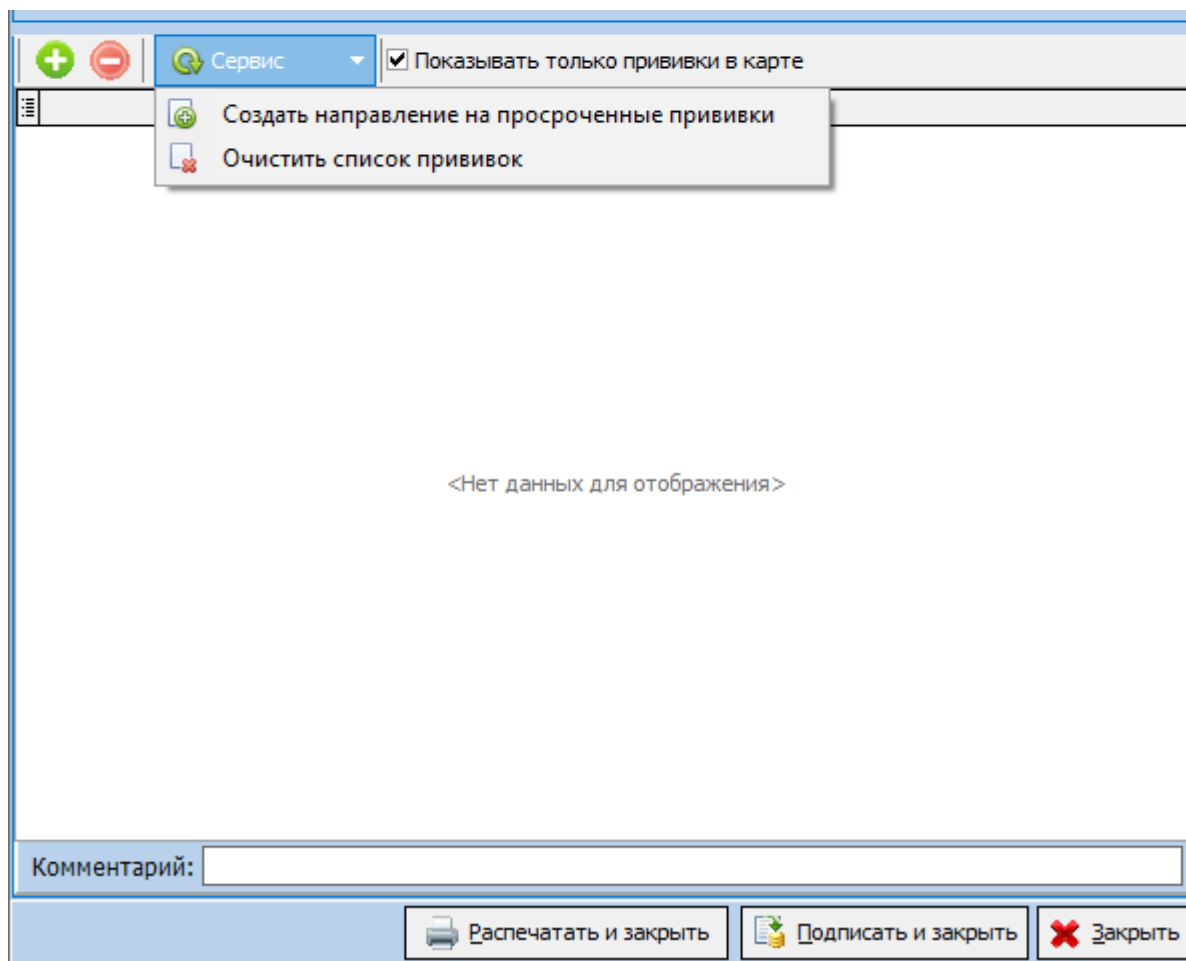 Сервис
Показывать только прививки в карте
Создать направление на просроченные прививки
Очистить список прививок
<Нет данных для отображения>
Комментарий:
Распечатать и закрыть
Подписать и закрыть
Закрыть